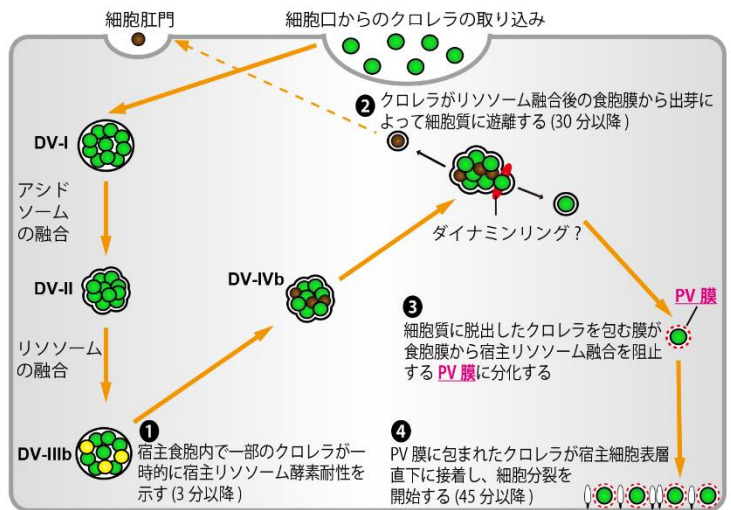 細胞肛門
細胞口からのクロレラの取り込み
❷ クロレラがリソソーム融合後の食胞膜から出芽に
よって細胞質に遊離する (30 分以降 )
DV-I
アシド
ソーム
の融合
ダイナミンリング ?
DV-IVb
DV-II
PV 膜
❸
細胞質に脱出したクロレラを包む膜が
食胞膜から宿主リソソーム融合を阻止
する PV 膜に分化する
リソソーム
の融合
❶
宿主食胞内で一部のクロレラが一
時的に宿主リソソーム酵素耐性を
示す (3 分以降 )
DV-IIIb
❹
PV 膜に包まれたクロレラが宿主細胞表層
直下に接着し、細胞分裂を
開始する (45 分以降 )